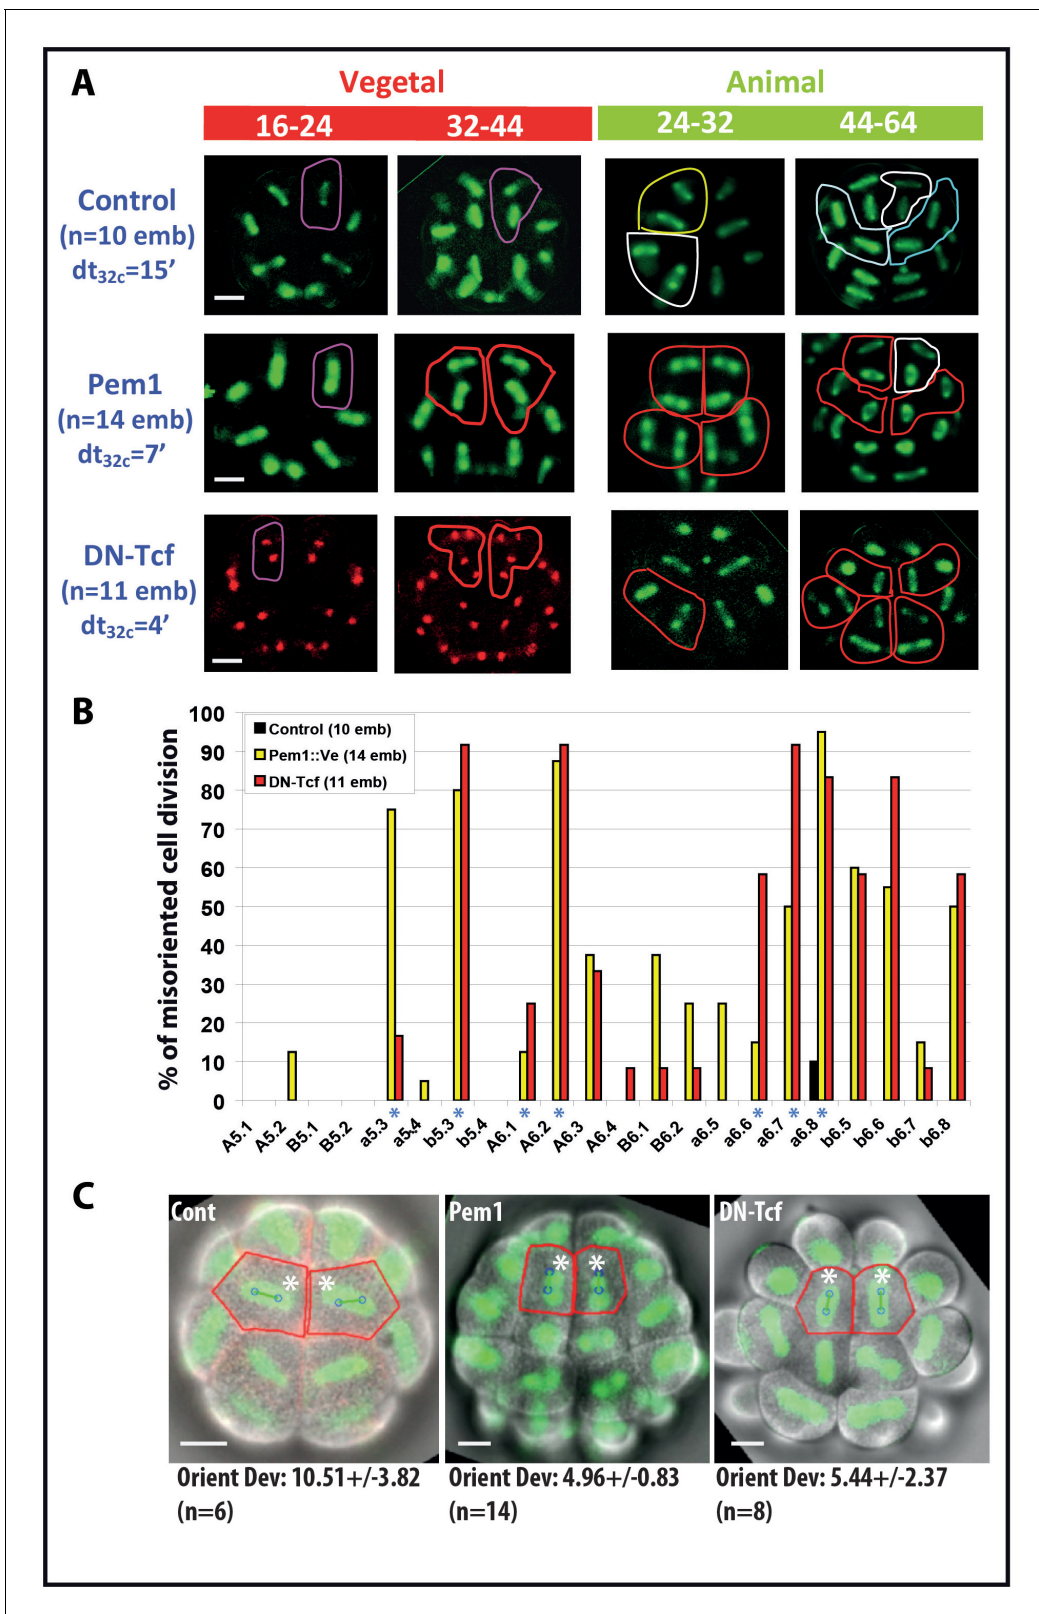 A
Vegetal
Animal
16-24
32-44
24-32
44-64
Control
(n=10 emb)
dt32c=15’
Pem1
(n=14 emb)
dt32c=7’
DN-Tcf
(n=11 emb)
dt32c=4’
B
% of misoriented cell division
100
90
80
70
60
50
40
30
20
10
0
Control (10 emb)
Pem1::Ve (14 emb)
DN-Tcf (11 emb)
A5.1
A5.2
B5.1
B5.2
a5.3 *
a5.4
b5.3 *
b5.4
A6.1 *
A6.2 *
A6.3
A6.4
B6.1
B6.2
a6.5
a6.6 *
a6.7 *
a6.8 *
b6.5
b6.6
b6.7
b6.8
C
Cont
* *
Pem1
* *
DN-Tcf
* *
Orient Dev: 10.51+/-3.82
(n=6)
Orient Dev: 4.96+/-0.83
(n=14)
Orient Dev: 5.44+/-2.37
(n=8)